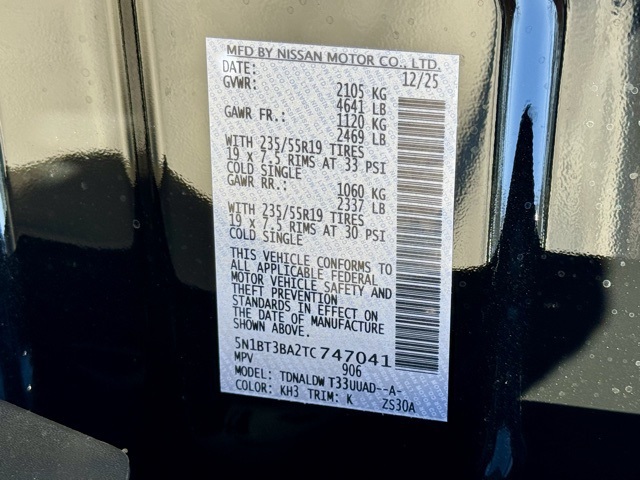 MFD BY NISSAN MOTOR CO., LTD.
DATE: 12/25
GVWR: 2105 KG
4641 LB
GAWR FR.: 1120 KG
2469 LB
WITH 235/55R19 TIRES
19 x 7.5 RIMS AT 33 PSI
COLD SINGLE
GAWR RR.: 1060 KG
2337 LB
WITH 235/55R19 TIRES
19 x 7.5 RIMS AT 30 PSI
COLD SINGLE
THIS VEHICLE CONFORMS TO
ALL APPLICABLE FEDERAL
MOTOR VEHICLE SAFETY AND
THEFT PREVENTION
STANDARDS IN EFFECT ON
THE DATE OF MANUFACTURE
5N1BT3BA2TC747041
MPV 906
MODEL: TDNALDW T33UUAD--A-
COLOR: KH3 TRIM: K ZS30A